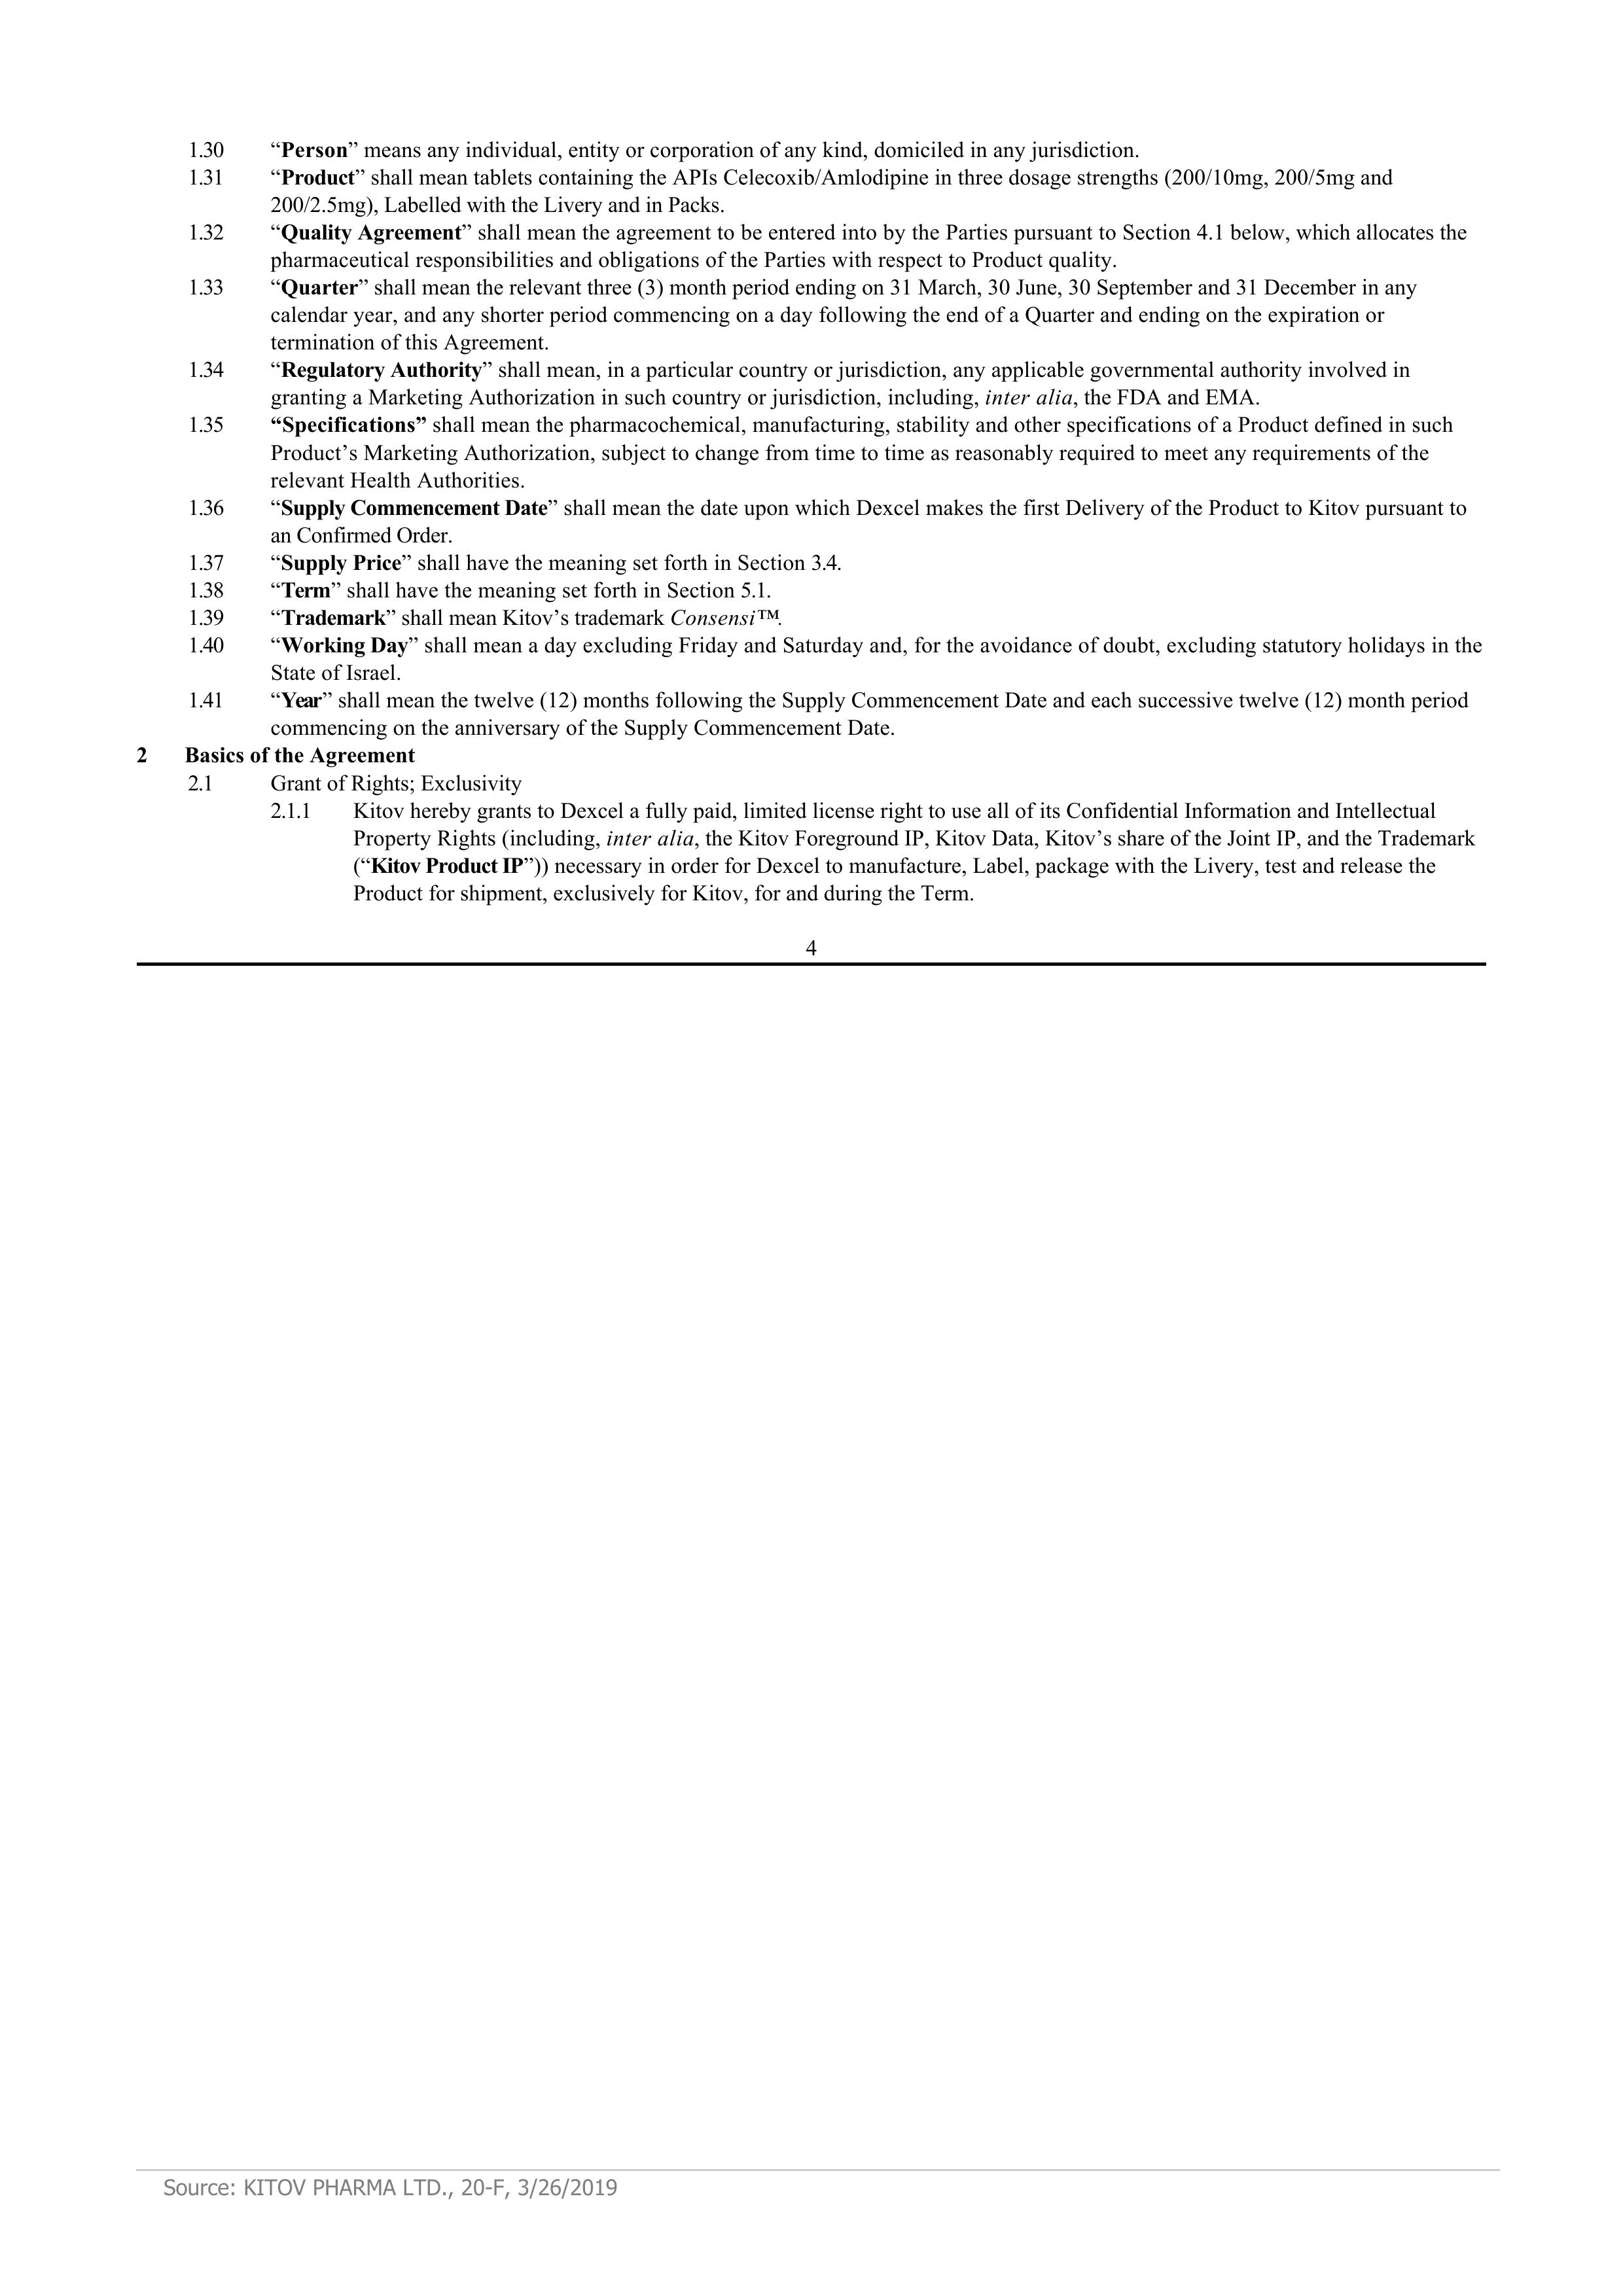 1.30 “Person” means any individual, entity or corporation of any kind, domiciled in any jurisdiction.
1.31 “Product” shall mean tablets containing the APIs Celecoxib/Amlodipine in three dosage strengths (200/10mg, 200/5mg and
200/2.5mg), Labelled with the Livery and in Packs.
1.32 “Quality Agreement” shall mean the agreement to be entered into by the Parties pursuant to Section 4.1 below, which allocates the
pharmaceutical responsibilities and obligations of the Parties with respect to Product quality.
1.33 “Quarter” shall mean the relevant three (3) month period ending on 31 March, 30 June, 30 September and 31 December in any
calendar year, and any shorter period commencing on a day following the end of a Quarter and ending on the expiration or
termination of this Agreement.
1.34 “Regulatory Authority” shall mean, in a particular country or jurisdiction, any applicable governmental authority involved in
granting a Marketing Authorization in such country or jurisdiction, including, inter alia, the FDA and EMA.
1.35 “Specifications” shall mean the pharmacochemical, manufacturing, stability and other specifications of a Product defined in such
Product’s Marketing Authorization, subject to change from time to time as reasonably required to meet any requirements of the
relevant Health Authorities.
1.36 “Supply Commencement Date” shall mean the date upon which Dexcel makes the first Delivery of the Product to Kitov pursuant to
an Confirmed Order.
1.37 “Supply Price” shall have the meaning set forth in Section 3.4.
1.38 “Term” shall have the meaning set forth in Section 5.1.
1.39 “Trademark” shall mean Kitov’s trademark Consensi™.
1.40 “Working Day” shall mean a day excluding Friday and Saturday and, for the avoidance of doubt, excluding statutory holidays in the
State of Israel.
1.41 “Year” shall mean the twelve (12) months following the Supply Commencement Date and each successive twelve (12) month period
commencing on the anniversary of the Supply Commencement Date.
2 Basics of the Agreement
2.1 Grant of Rights; Exclusivity
2.1.1 Kitov hereby grants to Dexcel a fully paid, limited license right to use all of its Confidential Information and Intellectual
Property Rights (including, inter alia, the Kitov Foreground IP, Kitov Data, Kitov’s share of the Joint IP, and the Trademark
(“Kitov Product IP”)) necessary in order for Dexcel to manufacture, Label, package with the Livery, test and release the
Product for shipment, exclusively for Kitov, for and during the Term.
4
Source: KITOV PHARMA LTD., 20-F, 3/26/2019